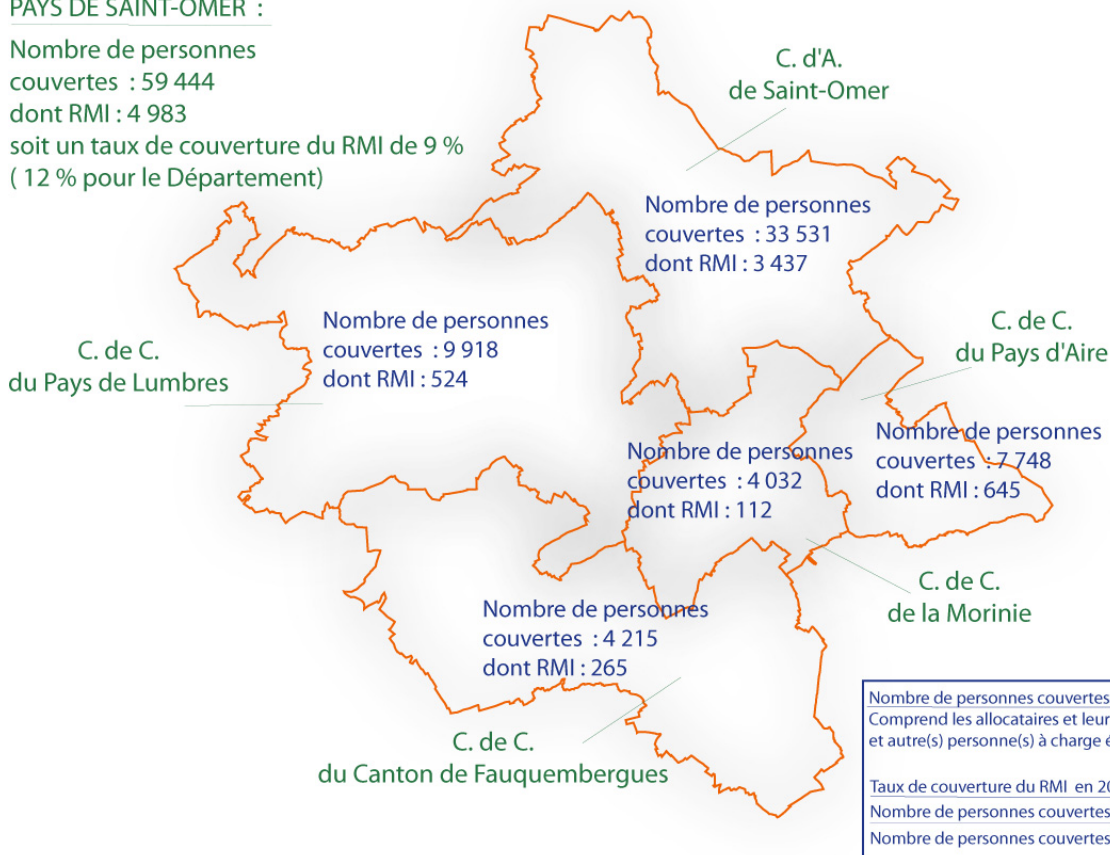 PAYS DE SAINT-OMER :
Nombre de personnes
couvertes : 59 444
dont RMI : 4 983
soit un taux de couverture du RMI de 9 %
( 12 % pour le Département)
C. d'A.
de Saint-Omer
Nombre de personnes
couvertes : 33 531
dont RMI : 3 437
C. de C.
du Pays de Lumbres
Nombre de personnes
couvertes : 9 918
dont RMI : 524
C. de C.
du Pays d'Aire
Nombre de personnes
couvertes : 7 748
dont RMI : 645
Nombre de personnes
couvertes : 4 032
dont RMI : 112
C. de C.
de la Morinie
Nombre de personnes
couvertes : 4 215
dont RMI : 265
C. de C.
du Canton de Fauquembergues
Nombre de personnes couvertes
Comprend les allocataires et leur
et autre(s) personne(s) à charge
Taux de couverture du RMI en
Nombre de personnes couvertes
Nombre de personnes couvertes